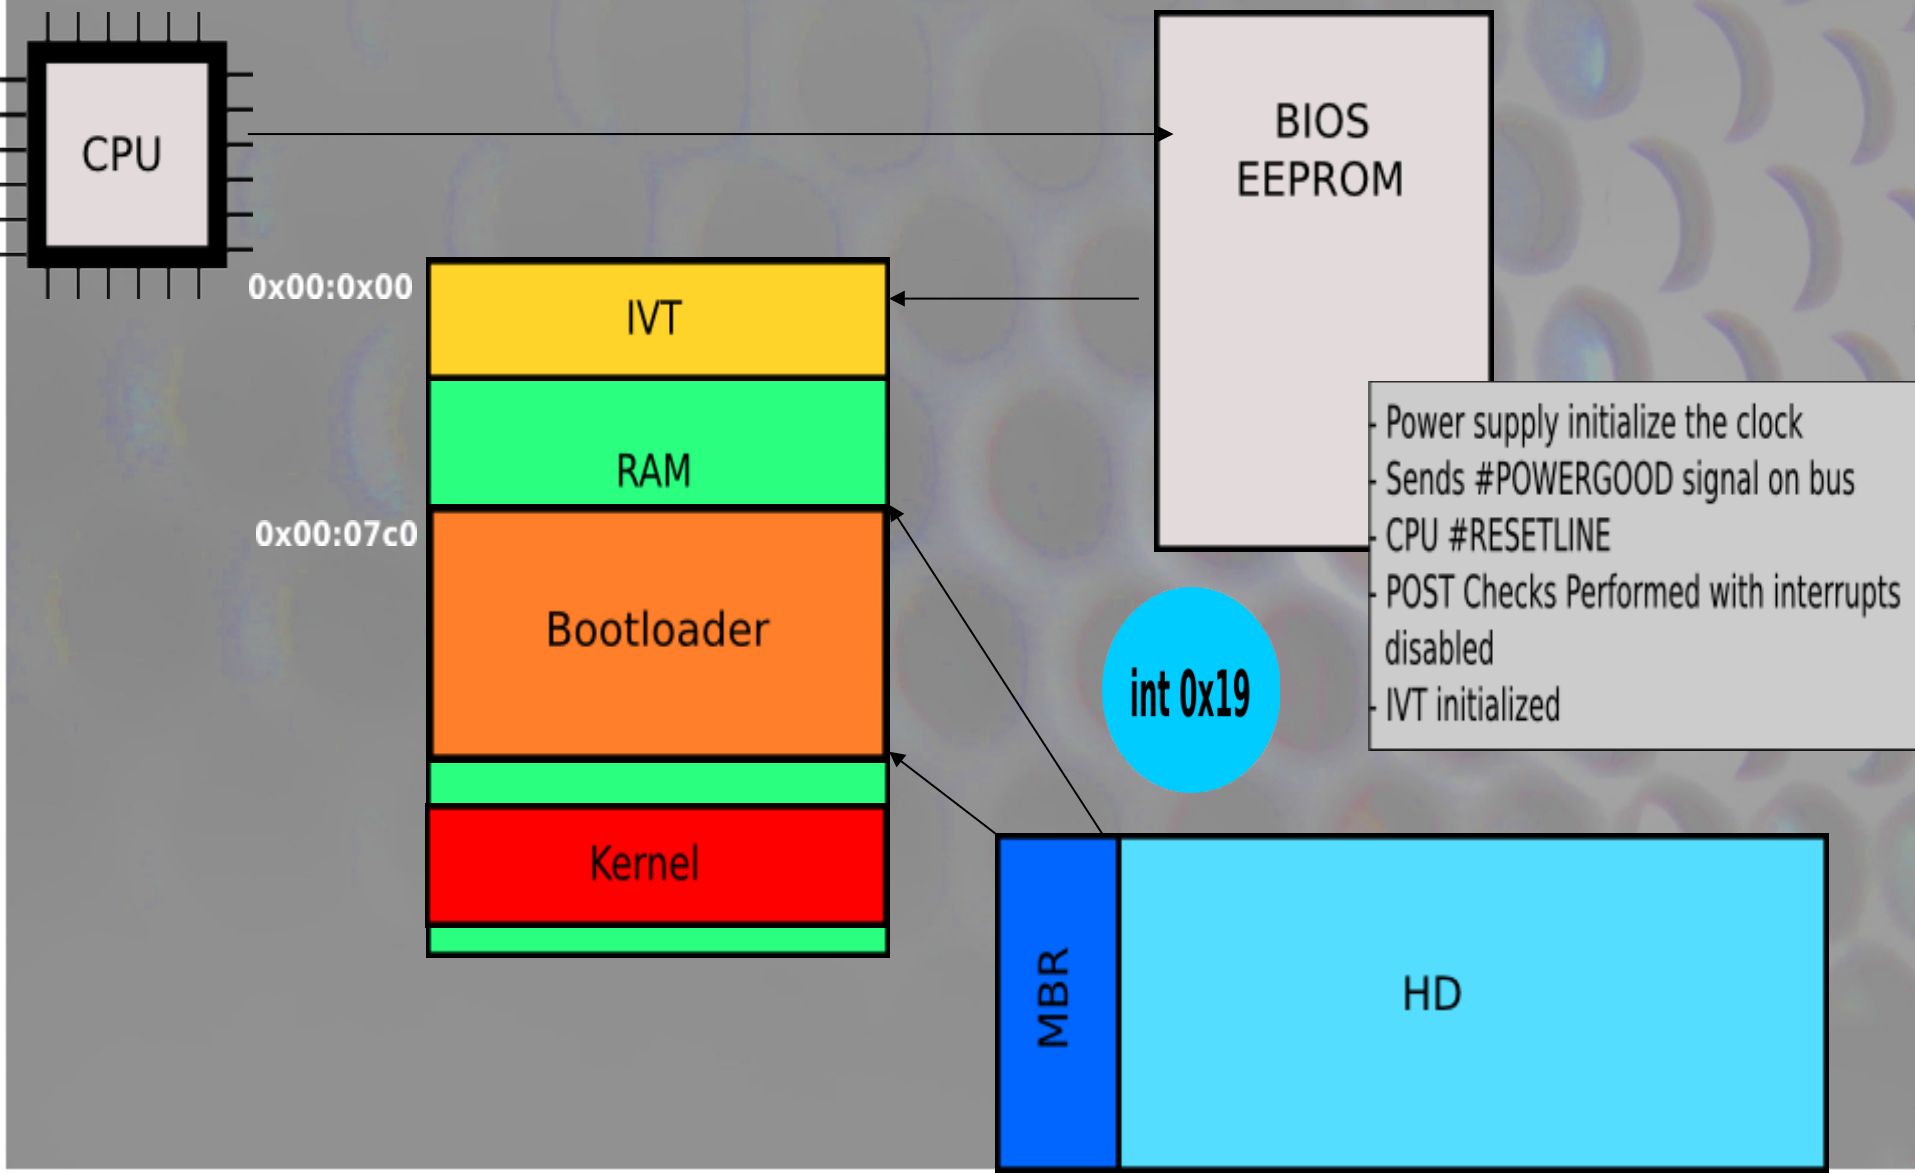 CPU
BIOS
EEPROM
0x00:0x00
IVT
RAM
0x00:07c0
Bootloader
Kernel
- Power supply initialize the clock
- Sends #POWERGOOD signal on bus
- CPU #RESETLINE
- POST Checks Performed with interrupts
disabled
- IVT initialized
int 0x19
MBR
HD